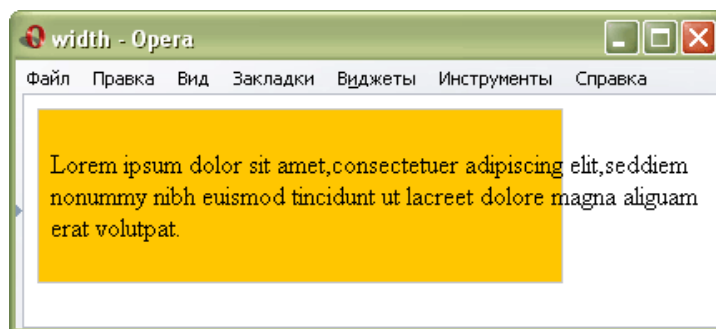 width - Opera
Файл Правка Вид Закладки Виджеты Инструменты Справка
Lorem ipsum dolor sit amet,consectetuer adipiscing elit,seddiem
nonummy nibh euismod tincidunt ut lacreet dolore magna aliguam
erat volutpat.